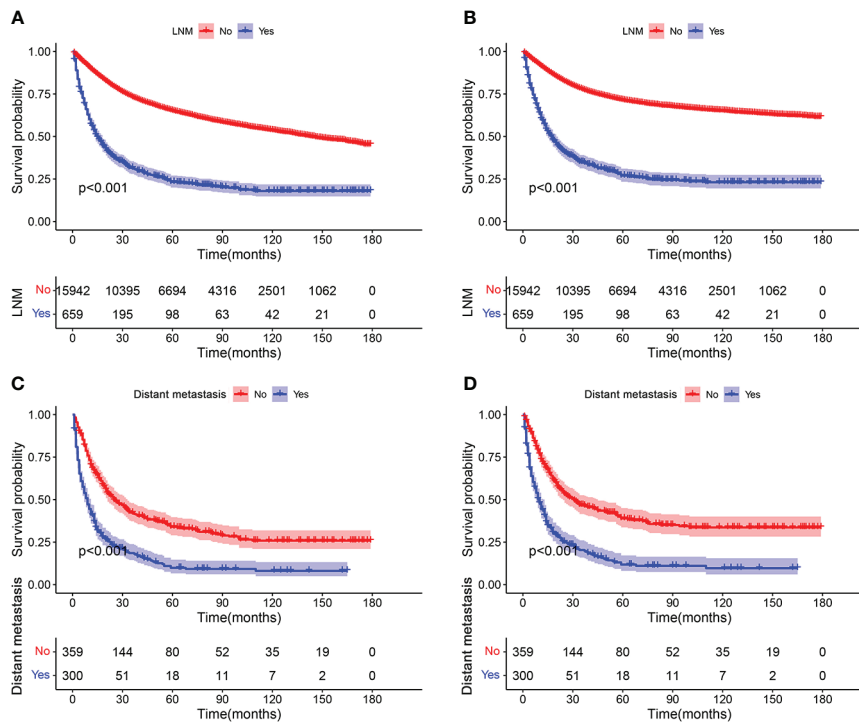 A
LNM No Yes
1.00
0.75
0.50
0.25
0.00
Survival probability
p<0.001
0 30 60 90 120 150 180
Time(months)
LNM
No 15942 10395 6694 4316 2501 1062 0
Yes 659 195 98 63 42 21 0
0 30 60 90 120 150 180
Time(months)
B
LNM No Yes
1.00
0.75
0.50
0.25
0.00
Survival probability
p<0.001
0 30 60 90 120 150 180
Time(months)
LNM
No 15942 10395 6694 4316 2501 1062 0
Yes 659 195 98 63 42 21 0
0 30 60 90 120 150 180
Time(months)
C
Distant metastasis No Yes
1.00
0.75
0.50
0.25
0.00
Survival probability
p<0.001
0 30 60 90 120 150 180
Time(months)
Distant metastasis
No 359 144 80 52 35 19 0
Yes 300 51 18 11 7 2 0
0 30 60 90 120 150 180
Time(months)
D
Distant metastasis No Yes
1.00
0.75
0.50
0.25
0.00
Survival probability
p<0.001
0 30 60 90 120 150 180
Time(months)
Distant metastasis
No 359 144 80 52 35 19 0
Yes 300 51 18 11 7 2 0
0 30 60 90 120 150 180
Time(months)